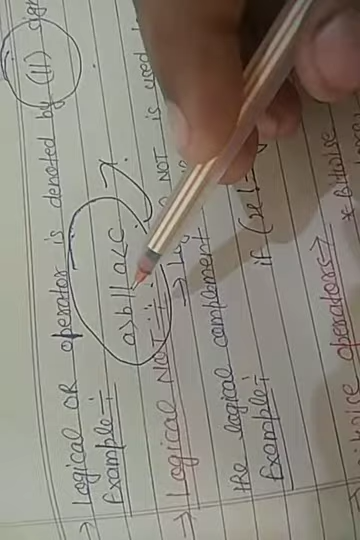 → Logical OR operator is denoted by (||) sign
Example:- a>b || a<c
→ Logical NOT :-
→ NOT is used
the logical complement
Example:- if (x!=
operators→ * Bitwise